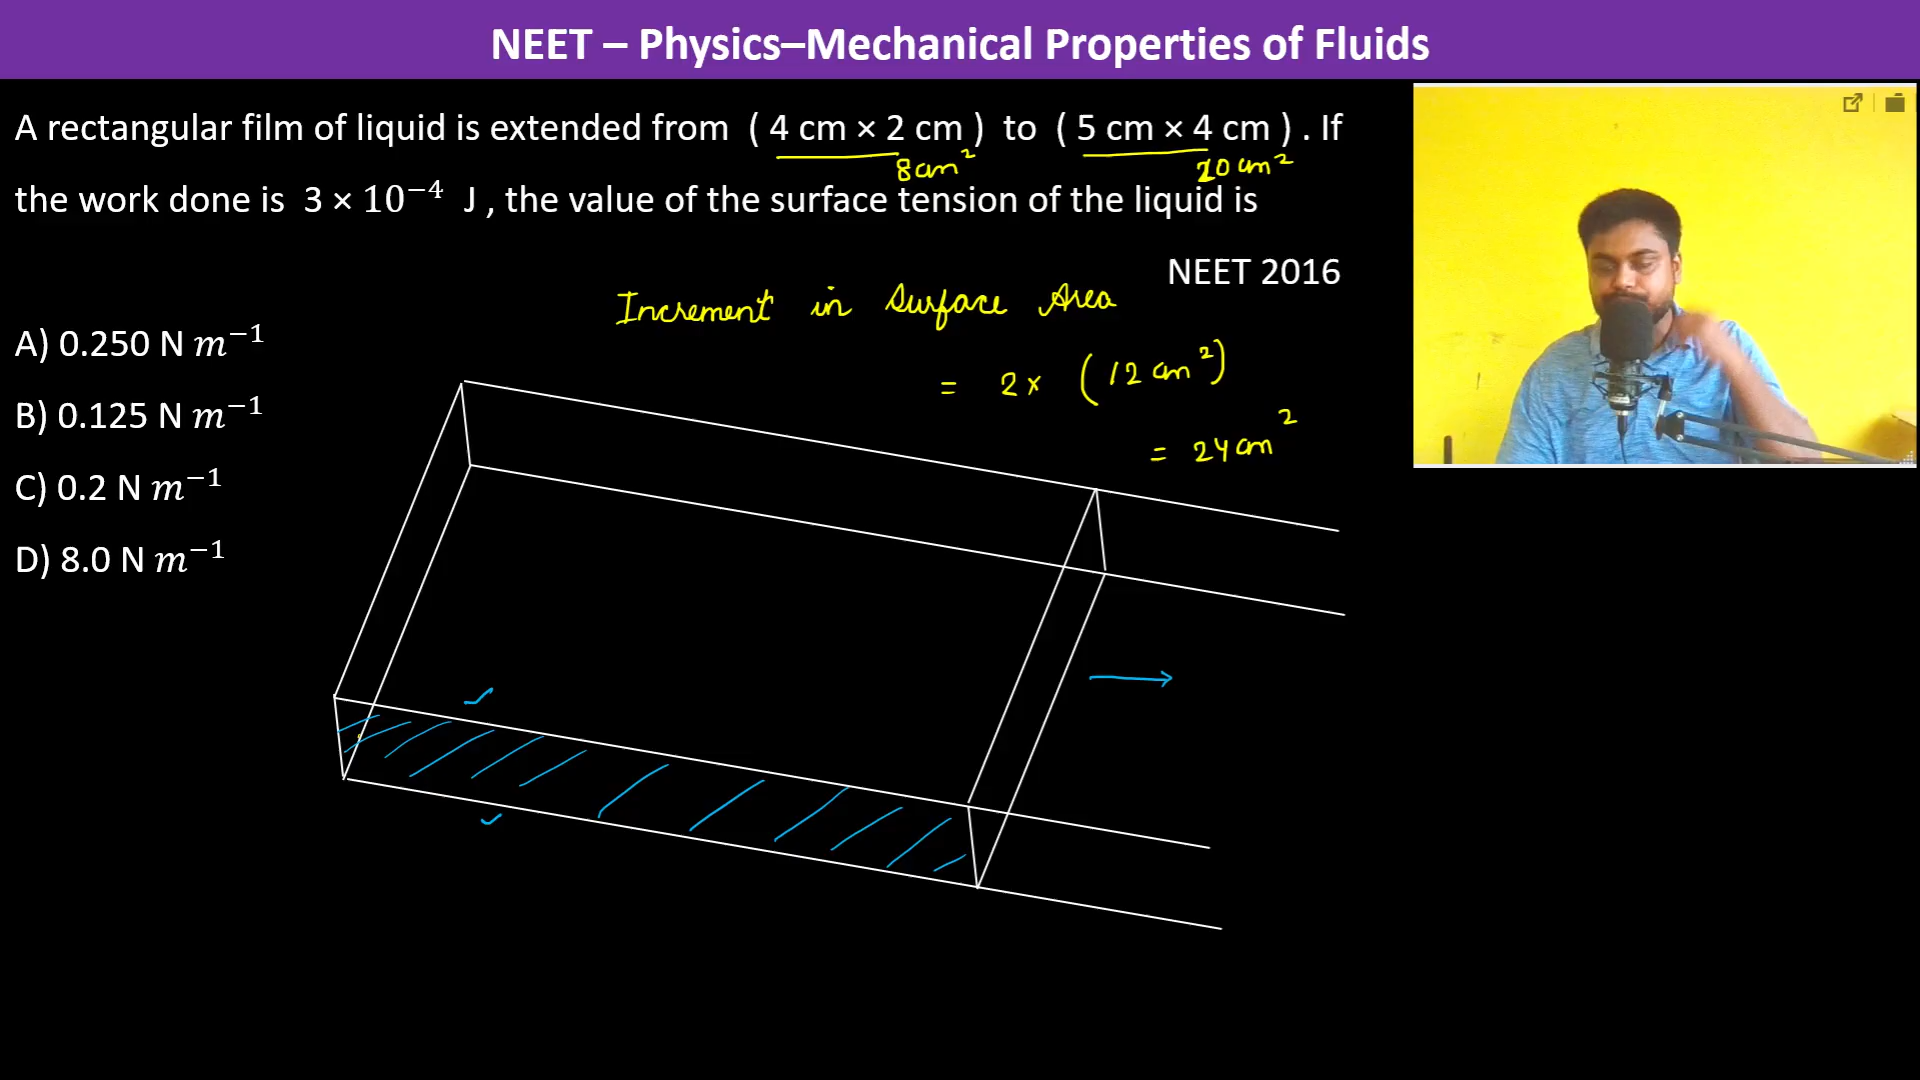 NEET – Physics–Mechanical Properties of Fluids
A rectangular film of liquid is extended from ( 4 cm × 2 cm ) to ( 5 cm × 4 cm ) . If
8 cm² 20 cm²
the work done is 3 × 10⁻⁴ J , the value of the surface tension of the liquid is
NEET 2016
Increment in Surface Area
A) 0.250 N m⁻¹
= 2 × (12 cm²)
B) 0.125 N m⁻¹
= 24 cm²
C) 0.2 N m⁻¹
D) 8.0 N m⁻¹